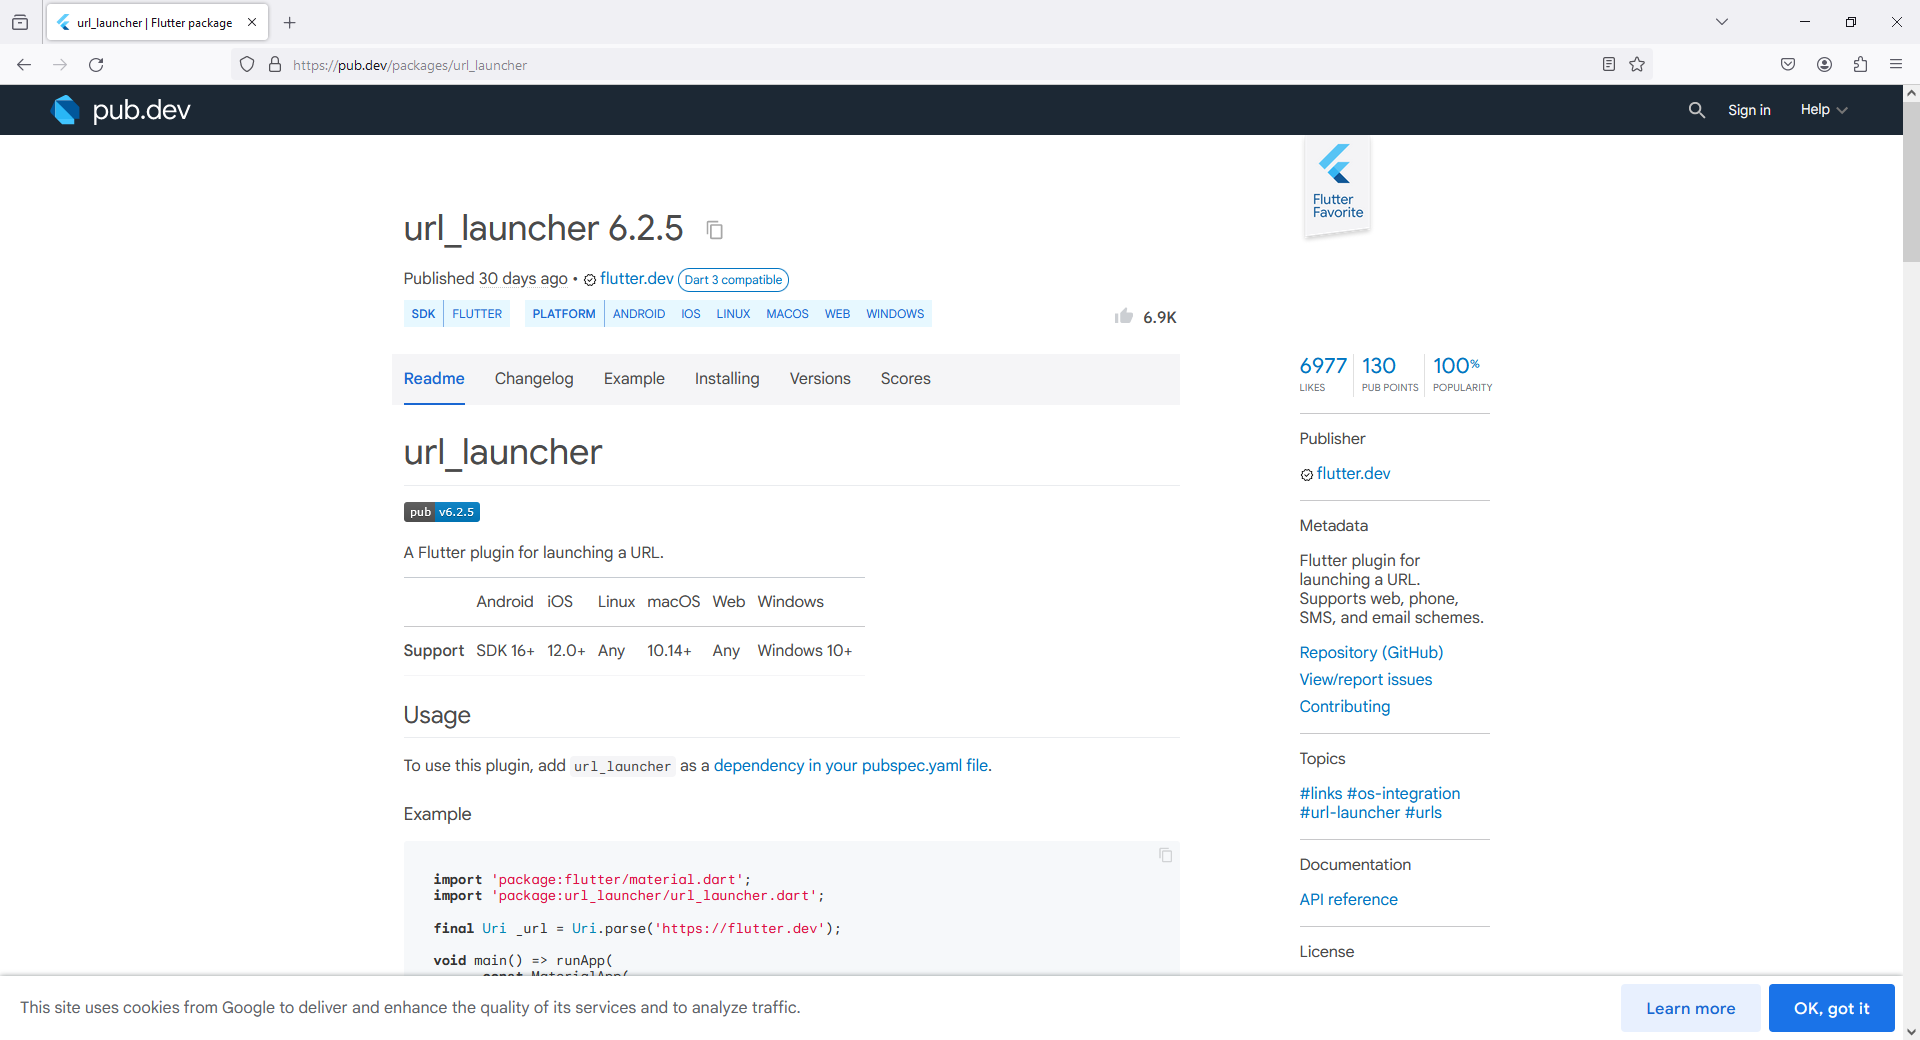 url_launcher | Flutter package
https://pub.dev/packages/url_launcher
pub.dev
Sign in
Help
Flutter
Favorite
url_launcher 6.2.5
Published 30 days ago • flutter.dev Dart 3 compatible
SDK FLUTTER PLATFORM ANDROID IOS LINUX MACOS WEB WINDOWS
6.9K
Readme Changelog Example Installing Versions Scores
url_launcher
pub v6.2.5
A Flutter plugin for launching a URL.
Android iOS Linux macOS Web Windows
Support SDK 16+ 12.0+ Any 10.14+ Any Windows 10+
Usage
To use this plugin, add url_launcher as a dependency in your pubspec.yaml file.
Example
import 'package:flutter/material.dart';
import 'package:url_launcher/url_launcher.dart';
final Uri _url = Uri.parse('https://flutter.dev');
void main() => runApp(
const MaterialApp(
6977 130 100%
LIKES PUB POINTS POPULARITY
Publisher
flutter.dev
Metadata
Flutter plugin for
launching a URL.
Supports web, phone,
SMS, and email schemes.
Repository (GitHub)
View/report issues
Contributing
Topics
#links #os-integration
#url-launcher #urls
Documentation
API reference
License
This site uses cookies from Google to deliver and enhance the quality of its services and to analyze traffic.
Learn more
OK, got it